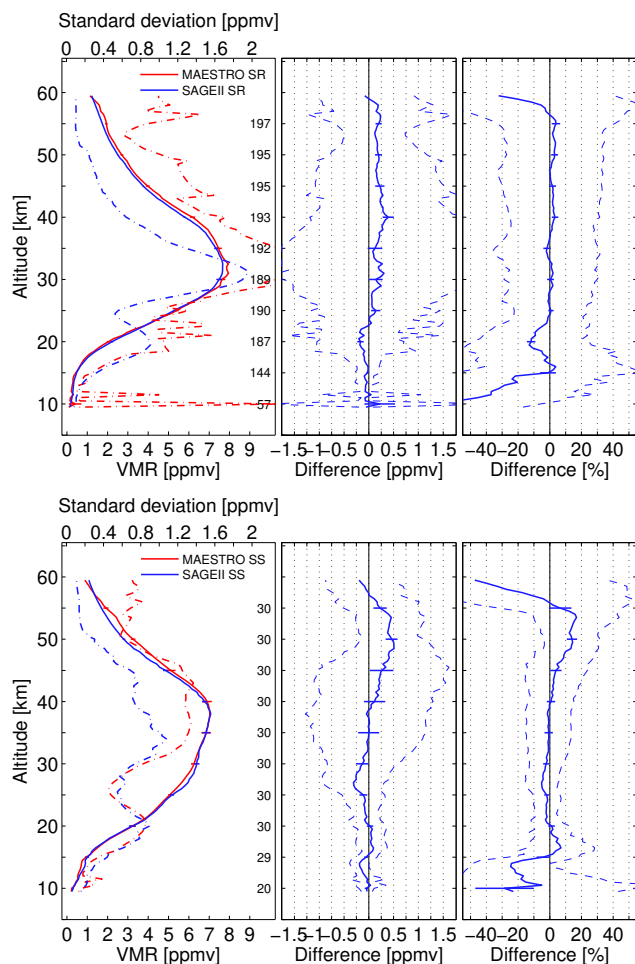 Standard deviation [ppmv]
0 0.4 0.8 1.2 1.6 2
MAESTRO SR
SAGEII SR
60
50
40
30
20
10
Altitude [km]
197
195
195
193
192
189
190
187
144
57
0 1 2 3 4 5 6 7 8 9
VMR [ppmv]
−1.5 −1 −0.5 0 0.5 1 1.5
Difference [ppmv]
−40 −20 0 20 40
Difference [%]
Standard deviation [ppmv]
0 0.4 0.8 1.2 1.6 2
MAESTRO SS
SAGEII SS
60
50
40
30
20
10
Altitude [km]
30
30
30
30
30
30
30
30
29
20
0 1 2 3 4 5 6 7 8 9
VMR [ppmv]
−1.5 −1 −0.5 0 0.5 1 1.5
Difference [ppmv]
−40 −20 0 20 40
Difference [%]